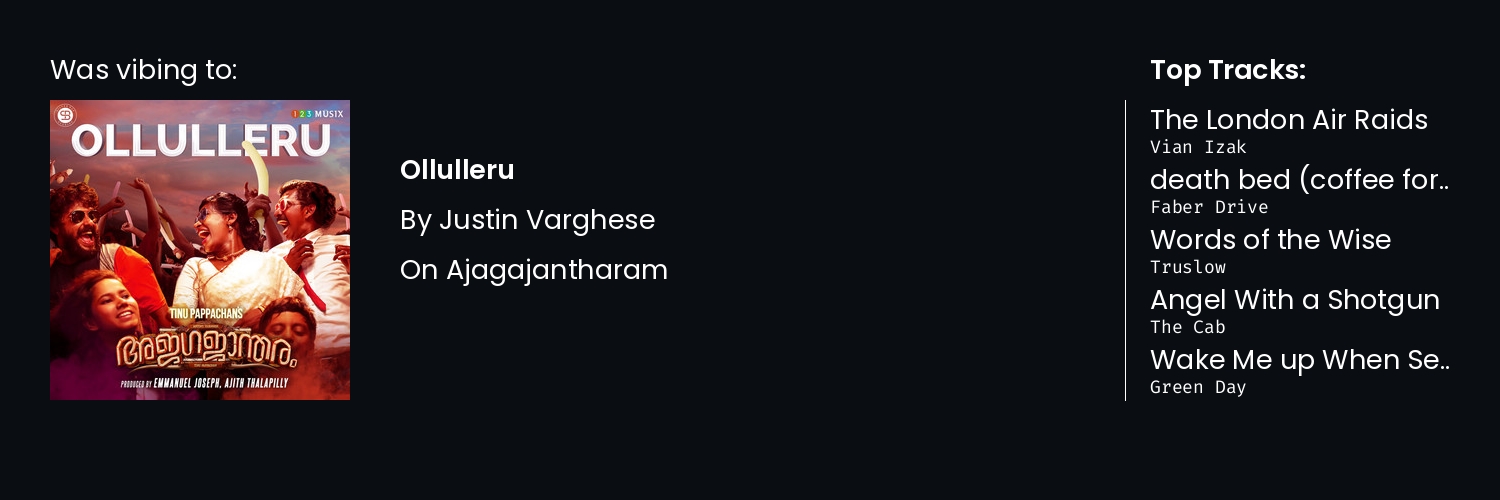 Was vibing to:
SB
123 MUSIX
OLLULLERU
TINU PAPPACHANS
അജഗജാന്തരം
PRODUCED BY EMMANUEL JOSEPH, AJITH THALAPILLY
Ollulleru
By Justin Varghese
On Ajagajantharam
Top Tracks:
The London Air Raids
Vian Izak
death bed (coffee for..
Faber Drive
Words of the Wise
Truslow
Angel With a Shotgun
The Cab
Wake Me up When Se..
Green Day